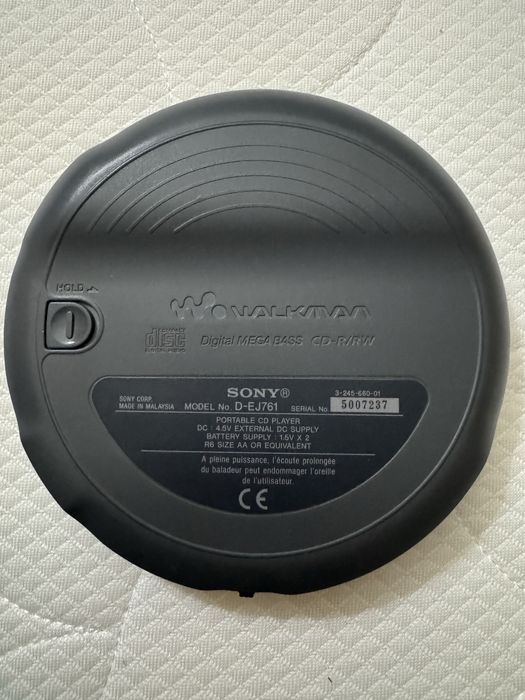 HOLD
WALKMAN
COMPACT
disc
DIGITAL AUDIO
Digital MEGA BASS CD-R/RW
SONY®
3-245-660-01
SONY CORP.
MADE IN MALAYSIA MODEL No. D-EJ761 SERIAL No. 5007237
PORTABLE CD PLAYER
DC : 4.5V EXTERNAL DC SUPPLY
BATTERY SUPPLY : 1.5V X 2
R6 SIZE AA OR EQUIVALENT
A pleine puissance, l'écoute prolongée
du baladeur peut endommager l'oreille
de l'utilisateur.
CE